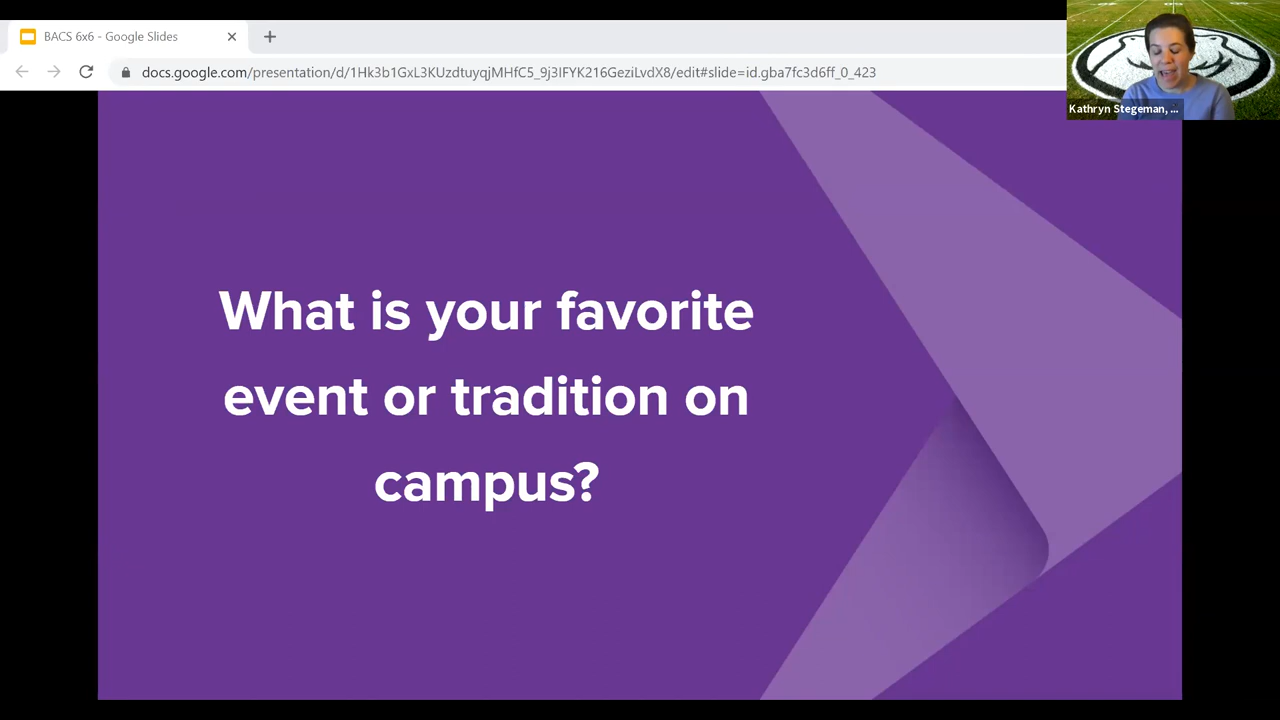 BACS 6x6 - Google Slides
docs.google.com/presentation/d/1Hk3b1GxL3KUzdtuyqjMHfC5_9j3IFYK216GeziLvdX8/edit#slide=id.gba7fc3d6ff_0_423
Kathryn Stegeman, ...
What is your favorite
event or tradition on
campus?